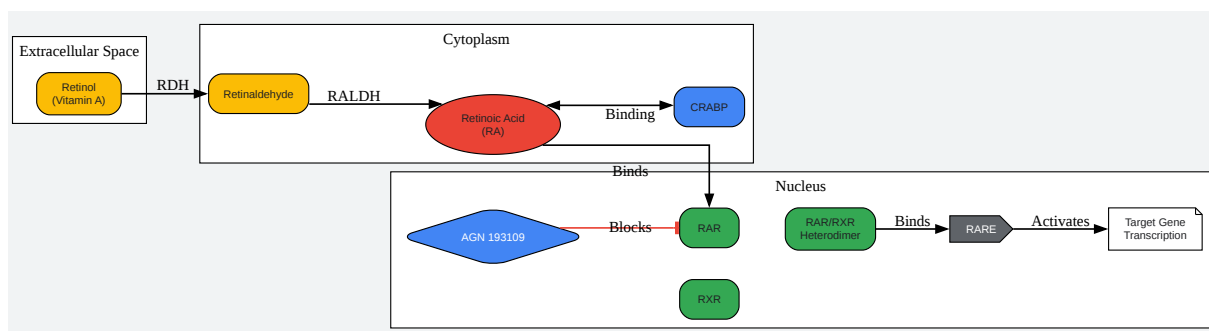 Extracellular Space
Retinol
(Vitamin A)
RDH
Cytoplasm
Retinaldehyde
RALDH
Retinoic Acid
(RA)
Binding
CRABP
Binds
Nucleus
AGN 193109
Blocks
RAR
RAR/RXR
Heterodimer
Binds
RARE
Activates
Target Gene
Transcription
RXR